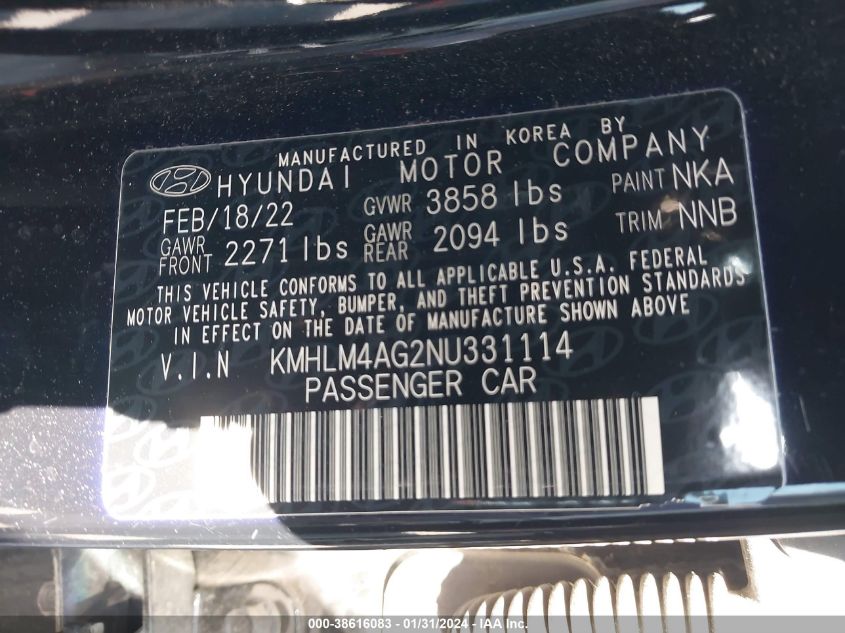 MANUFACTURED IN KOREA BY
HYUNDAI MOTOR COMPANY
FEB/18/22 GVWR 3858 lbs PAINT NKA
GAWR FRONT 2271 lbs GAWR REAR 2094 lbs TRIM NNB
THIS VEHICLE CONFORMS TO ALL APPLICABLE U.S.A. FEDERAL
MOTOR VEHICLE SAFETY, BUMPER, AND THEFT PREVENTION STANDARDS
IN EFFECT ON THE DATE OF MANUFACTURE SHOWN ABOVE
V.I.N KMHLM4AG2NU331114
PASSENGER CAR
000-38616083 - 01/31/2024 - IAA Inc.